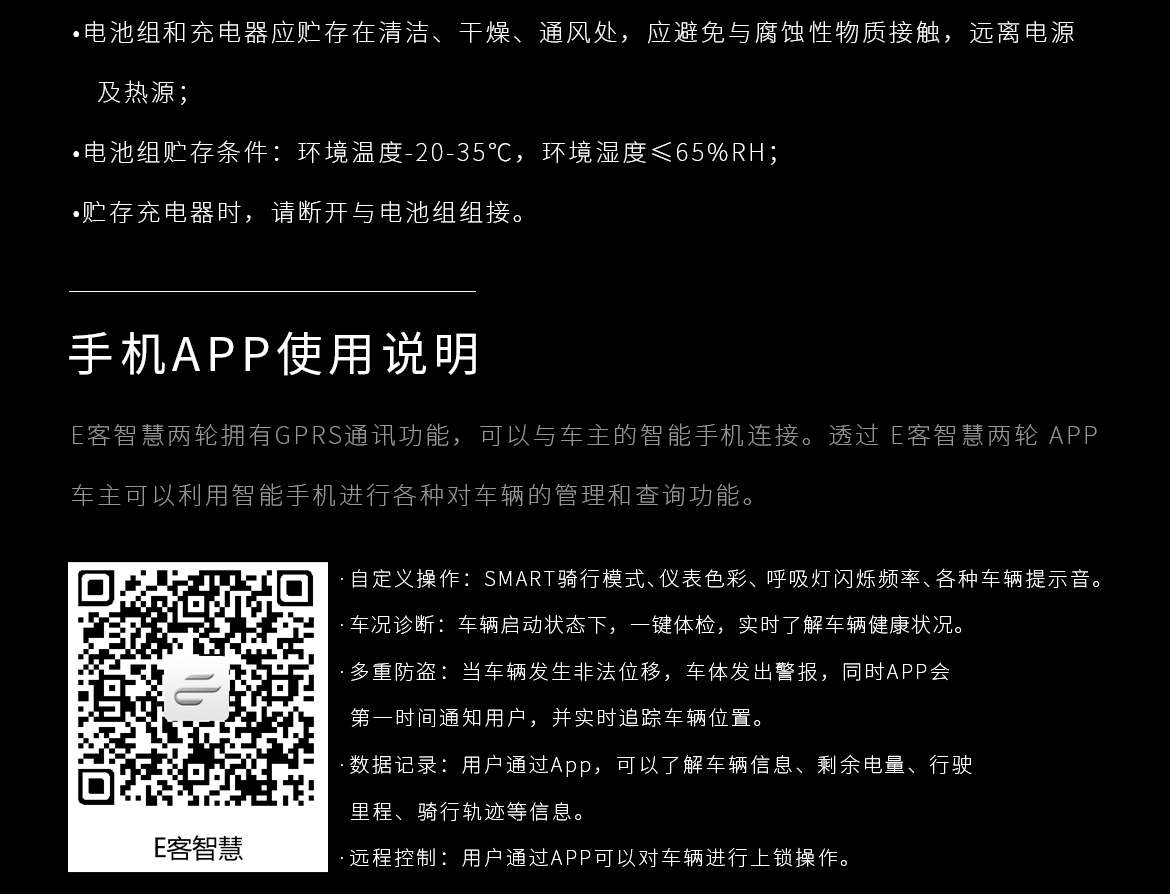 •电池组和充电器应贮存在清洁、干燥、通风处，应避免与腐蚀性物质接触，远离电源
及热源；
•电池组贮存条件：环境温度-20-35℃，环境湿度≤65%RH；
•贮存充电器时，请断开与电池组组接。
手机APP使用说明
E客智慧两轮拥有GPRS通讯功能，可以与车主的智能手机连接。透过 E客智慧两轮 APP
车主可以利用智能手机进行各种对车辆的管理和查询功能。
·自定义操作：SMART骑行模式、仪表色彩、呼吸灯闪烁频率、各种车辆提示音。
·车况诊断：车辆启动状态下，一键体检，实时了解车辆健康状况。
·多重防盗：当车辆发生非法位移，车体发出警报，同时APP会
第一时间通知用户，并实时追踪车辆位置。
·数据记录：用户通过App，可以了解车辆信息、剩余电量、行驶
里程、骑行轨迹等信息。
·远程控制：用户通过APP可以对车辆进行上锁操作。
E客智慧